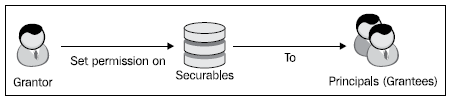 Grantor
Set permission on
Securables
To
Principals (Grantees)